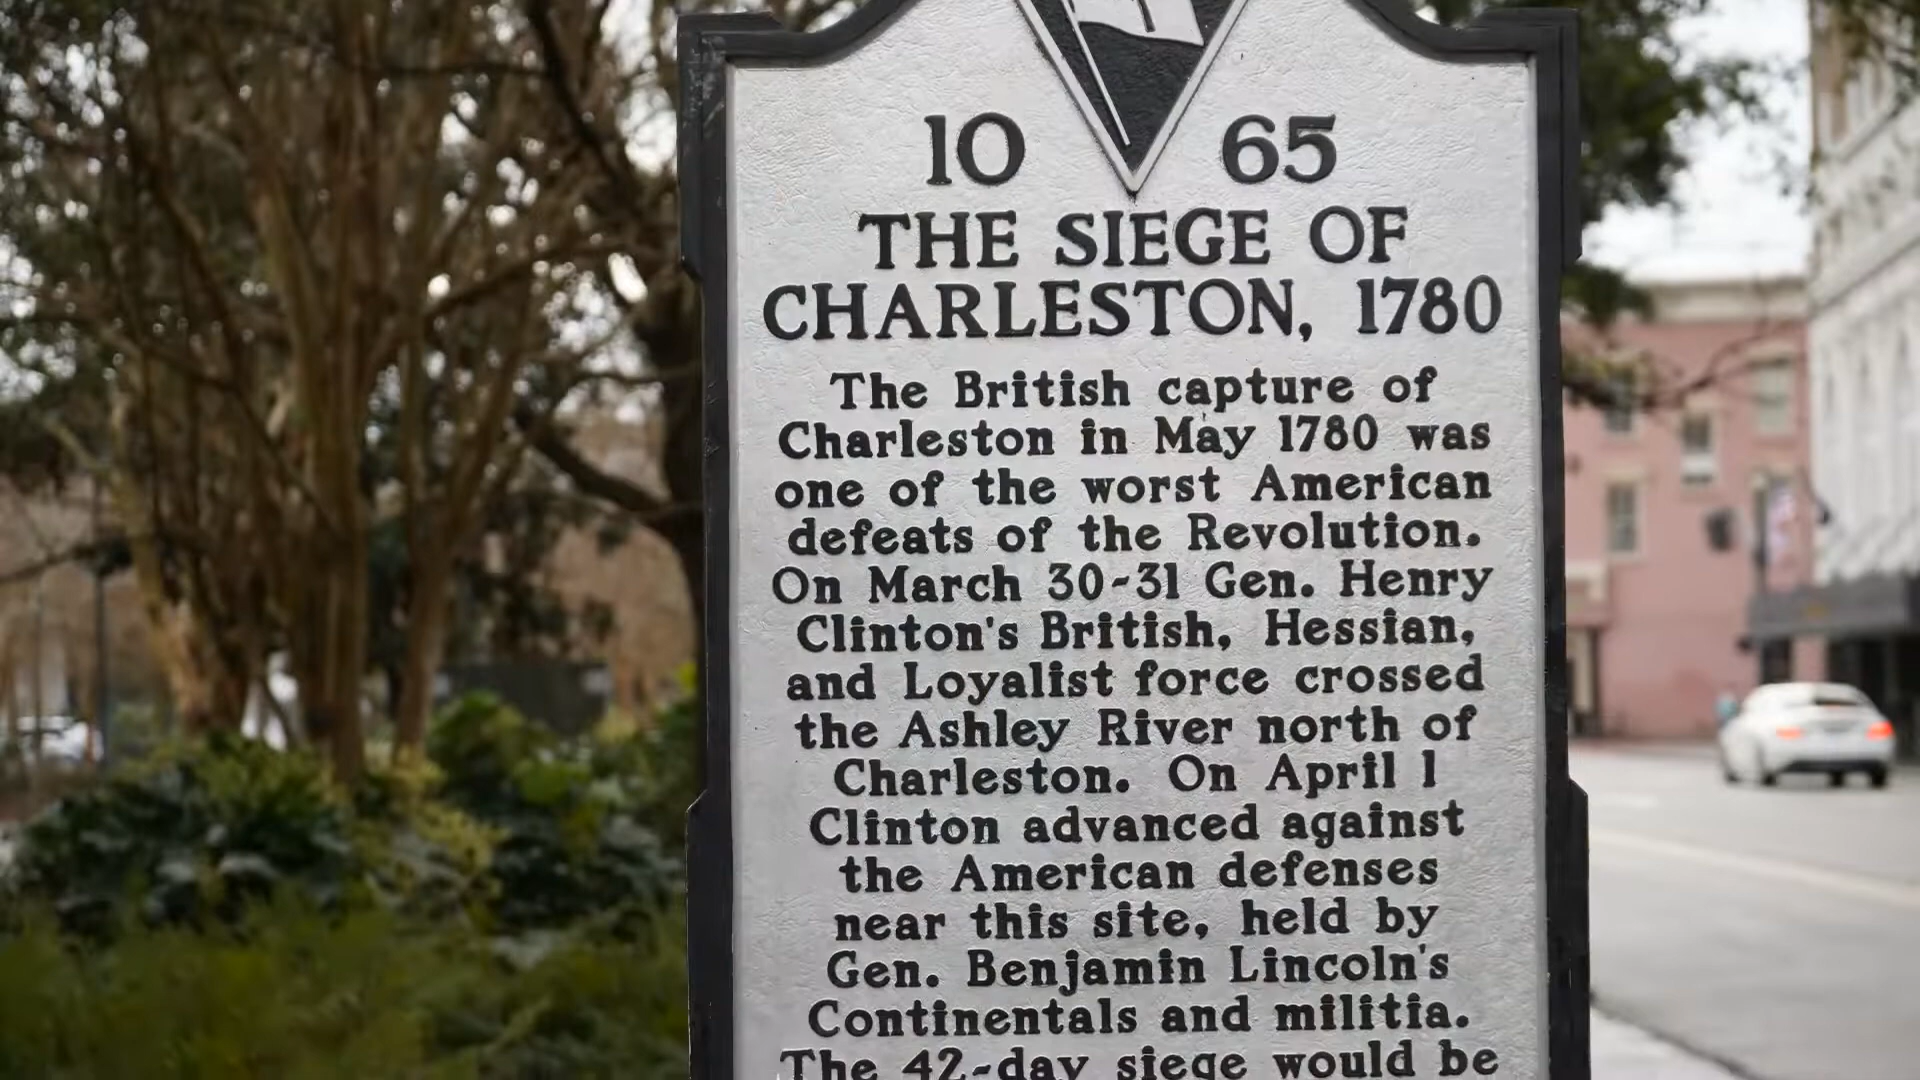 10 65
THE SIEGE OF
CHARLESTON, 1780
The British capture of
Charleston in May 1780 was
one of the worst American
defeats of the Revolution.
On March 30-31 Gen. Henry
Clinton's British, Hessian,
and Loyalist force crossed
the Ashley River north of
Charleston. On April 1
Clinton advanced against
the American defenses
near this site, held by
Gen. Benjamin Lincoln's
Continentals and militia.
The 42-day siege would be